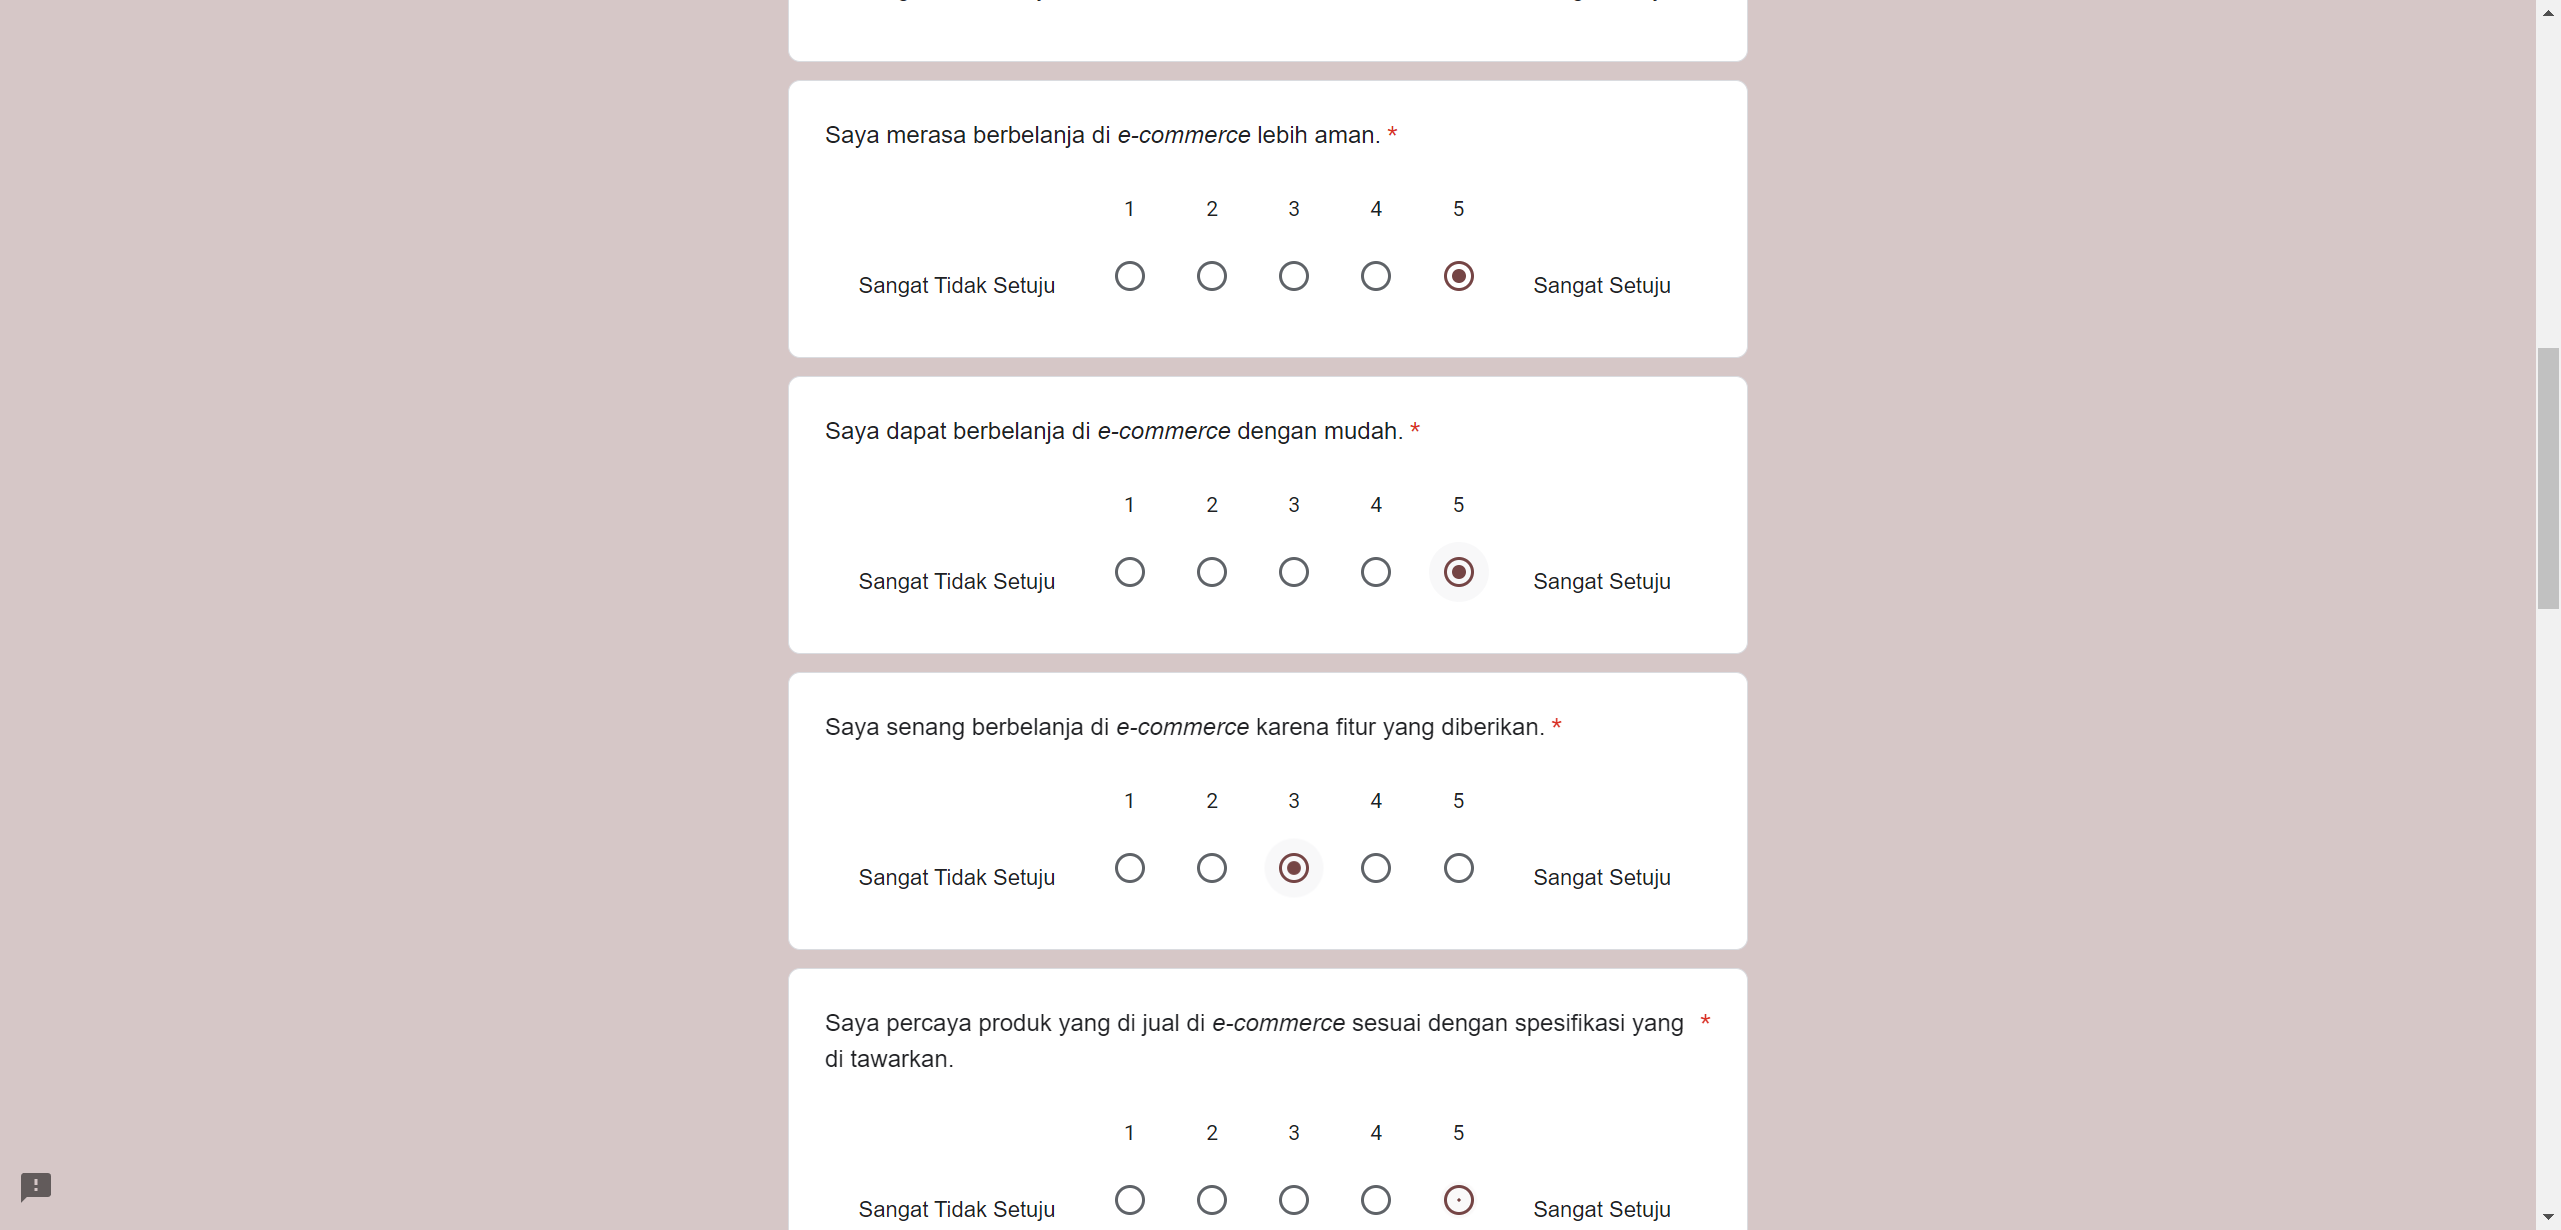 Saya merasa berbelanja di e-commerce lebih aman. *
1 2 3 4 5
Sangat Tidak Setuju Sangat Setuju
Saya dapat berbelanja di e-commerce dengan mudah. *
1 2 3 4 5
Sangat Tidak Setuju Sangat Setuju
Saya senang berbelanja di e-commerce karena fitur yang diberikan. *
1 2 3 4 5
Sangat Tidak Setuju Sangat Setuju
Saya percaya produk yang di jual di e-commerce sesuai dengan spesifikasi yang *
di tawarkan.
1 2 3 4 5
Sangat Tidak Setuju Sangat Setuju